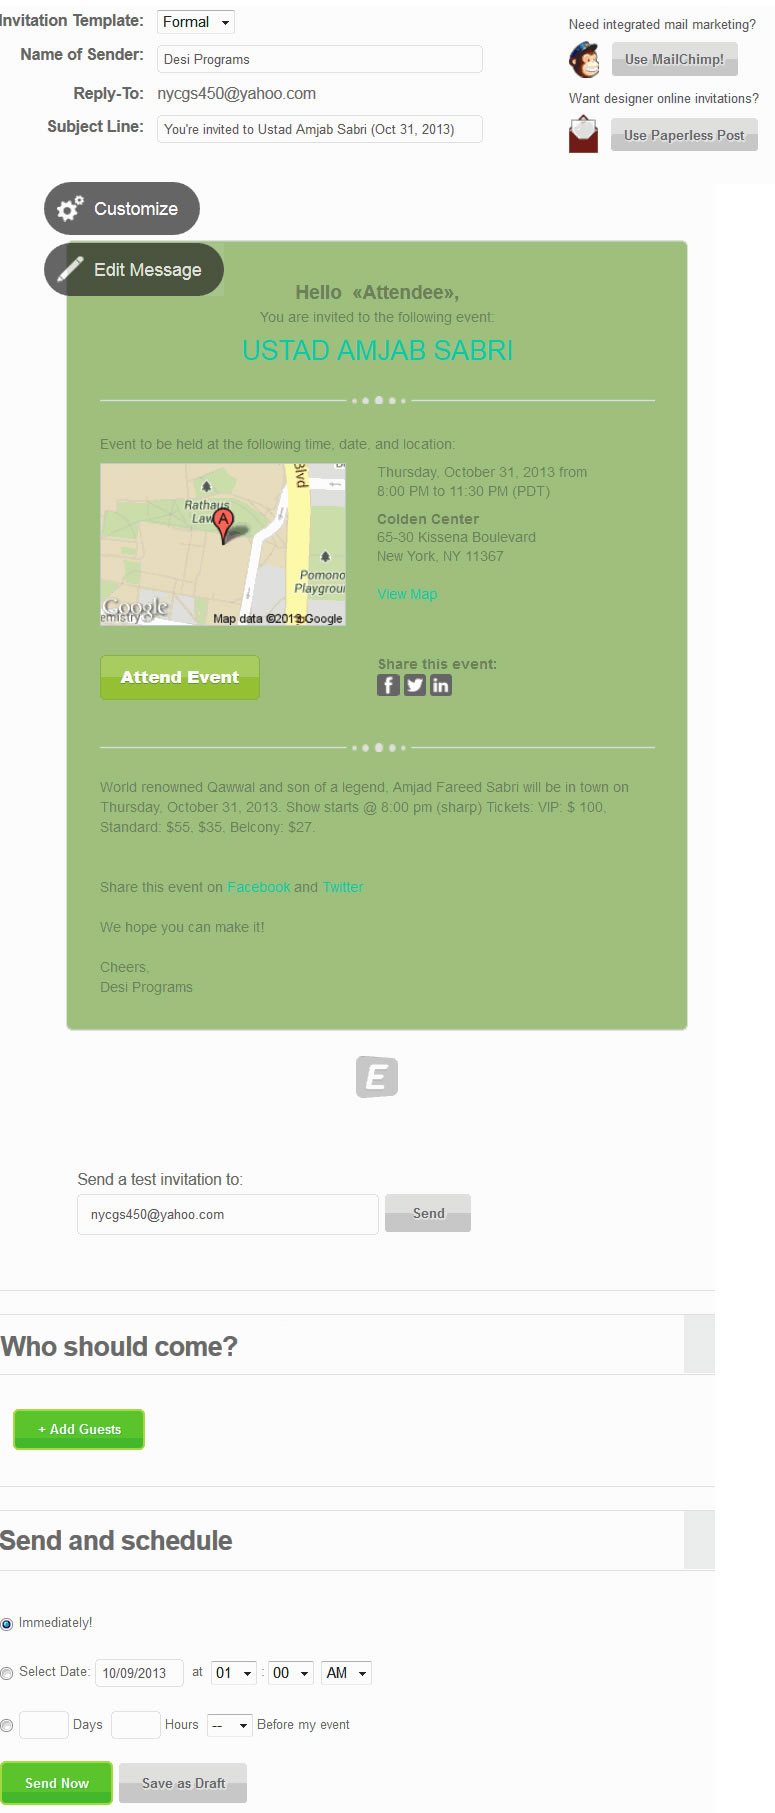 Invitation Template: Formal
Need integrated mail marketing?
Name of Sender: Desi Programs
Use MailChimp!
Reply-To: nycgs450@yahoo.com
Want designer online invitations?
Subject Line: You're invited to Ustad Amjab Sabri (Oct 31, 2013)
Use Paperless Post
Customize
Edit Message
Hello «Attendee»,
You are invited to the following event:
USTAD AMJAB SABRI
Event to be held at the following time, date, and location:
Blvd
Rathaus
Law
A
Pomono
Playgroun
Google
emistry
Map data ©2013 Google
Thursday, October 31, 2013 from
8:00 PM to 11:30 PM (PDT)
Colden Center
65-30 Kissena Boulevard
New York, NY 11367
View Map
Attend Event
Share this event:
f in
World renowned Qawwal and son of a legend, Amjad Fareed Sabri will be in town on
Thursday, October 31, 2013. Show starts @ 8:00 pm (sharp) Tickets: VIP: $ 100,
Standard: $55, $35, Belcony: $27.
Share this event on Facebook and Twitter
We hope you can make it!
Cheers,
Desi Programs
E
Send a test invitation to:
nycgs450@yahoo.com Send
Who should come?
+ Add Guests
Send and schedule
Immediately!
Select Date: 10/09/2013 at 01 : 00 AM
Days Hours -- Before my event
Send Now Save as Draft